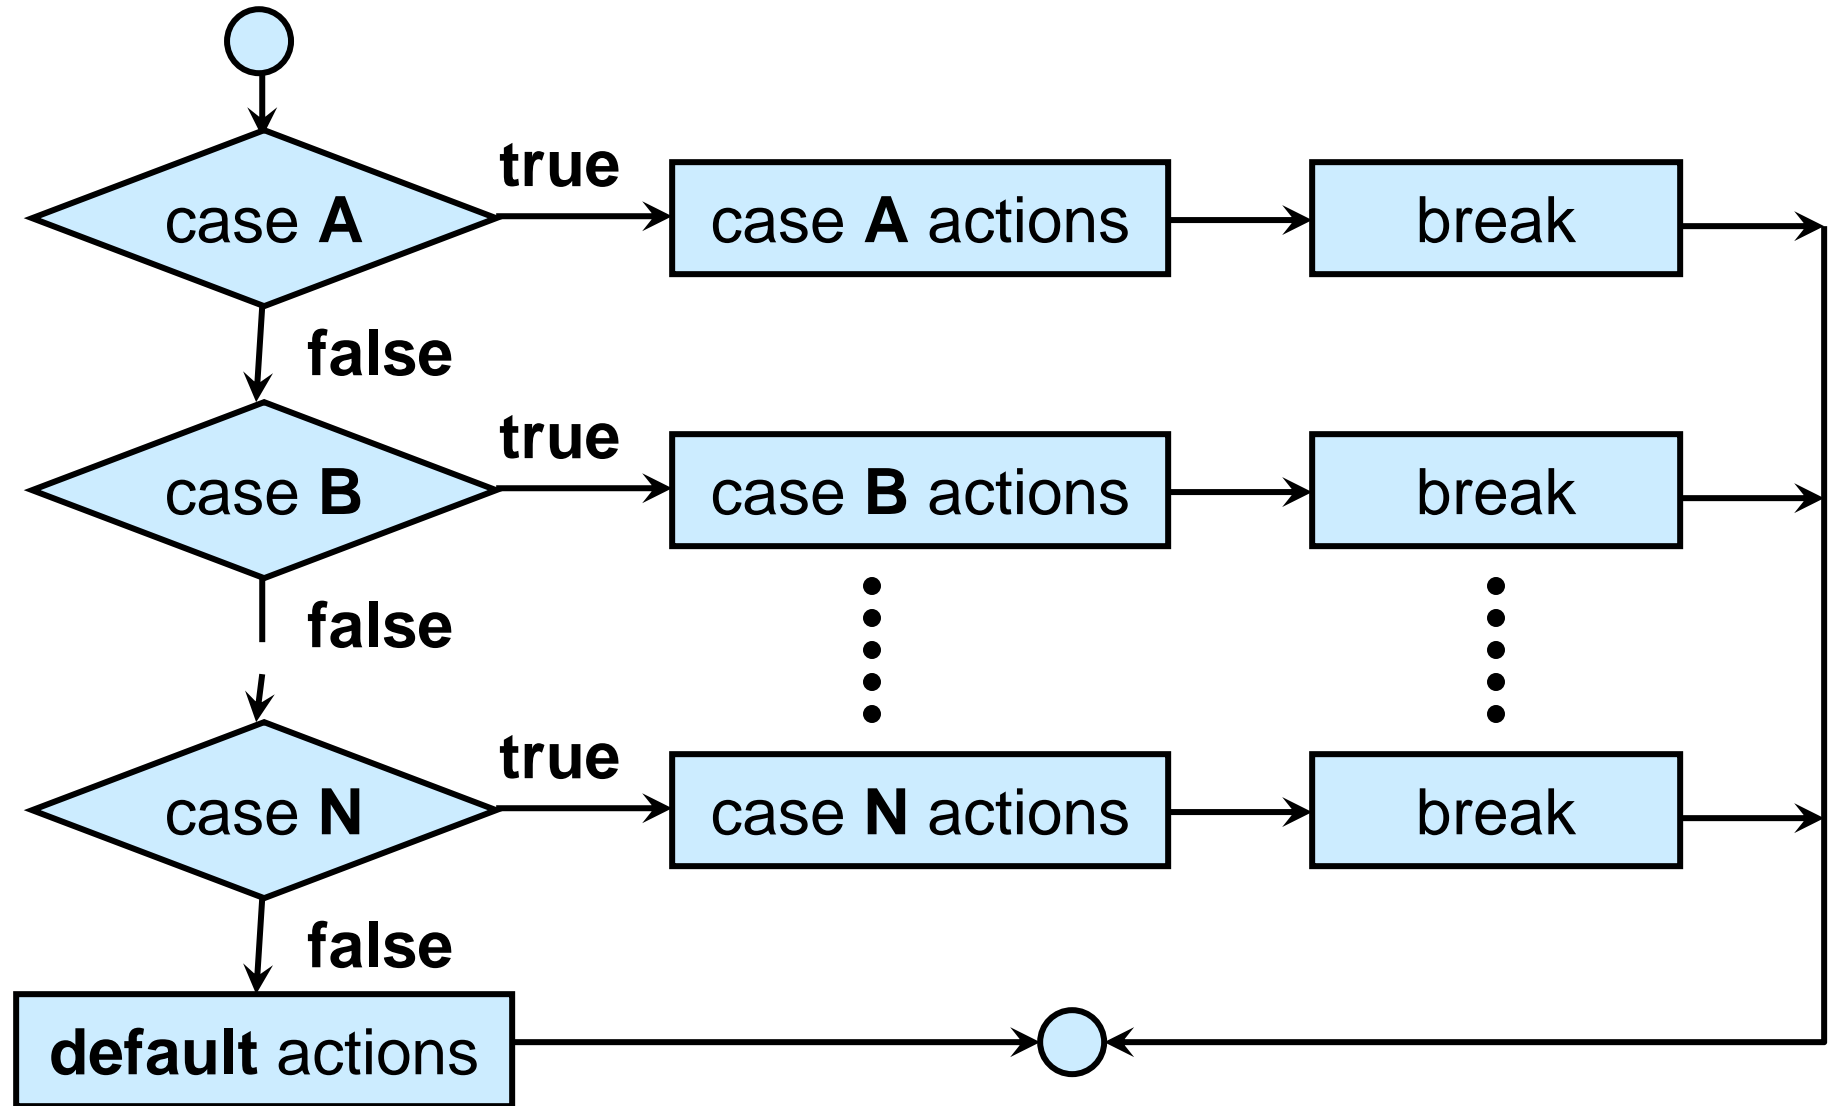 true
case A
case A actions
break
false
true
case B
case B actions
break
false
true
case N
case N actions
break
false
default actions